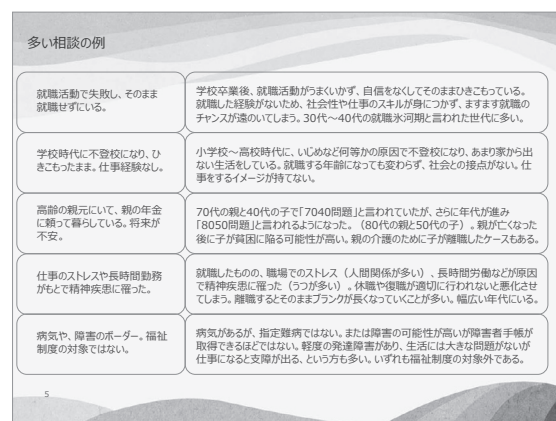 多い相談の例
就職活動で失敗し、そのまま
就職せずにいる。
学校卒業後、就職活動がうまくいかず、自信をなくしてそのままひきこもっている。
就職した経験がないため、社会性や仕事のスキルが身につかず、ますます就職の
チャンスが遠のいてしまう。30代~40代の就職氷河期と言われた世代に多い。
学校時代に不登校になり、ひ
きこもったまま。仕事経験なし。
小学校~高校時代に、いじめなど何等かの原因で不登校になり、あまり家から出
ない生活をしている。就職する年齢になっても変わらず、社会との接点がない。仕
事をするイメージが持てない。
高齢の親元にいて、親の年金
に頼って暮らしている。将来が
不安。
70代の親と40代の子で「7040問題」と言われていたが、さらに年代が進み
「8050問題」と言われるようになった。(80代の親と50代の子)。親が亡くなった
後に子が貧困に陥る可能性が高い。親の介護のために子が離職したケースもある。
仕事のストレスや長時間勤務
がもとで精神疾患に罹った。
就職したものの、職場でのストレス(人間関係が多い)、長時間労働などが原因
で精神疾患に罹った(うつが多い)。休職や復職が適切に行われないと悪化させ
てしまう。離職するとそのままブランクが長くなっていくことが多い。幅広い年代にいる。
病気や、障害のボーダー。福祉
制度の対象ではない。
病気があるが、指定難病ではない。または障害の可能性が高いが障害者手帳が
取得できるほどではない。軽度の発達障害があり、生活には大きな問題がないが
仕事になると支障が出る、という方も多い。いずれも福祉制度の対象外である。
5